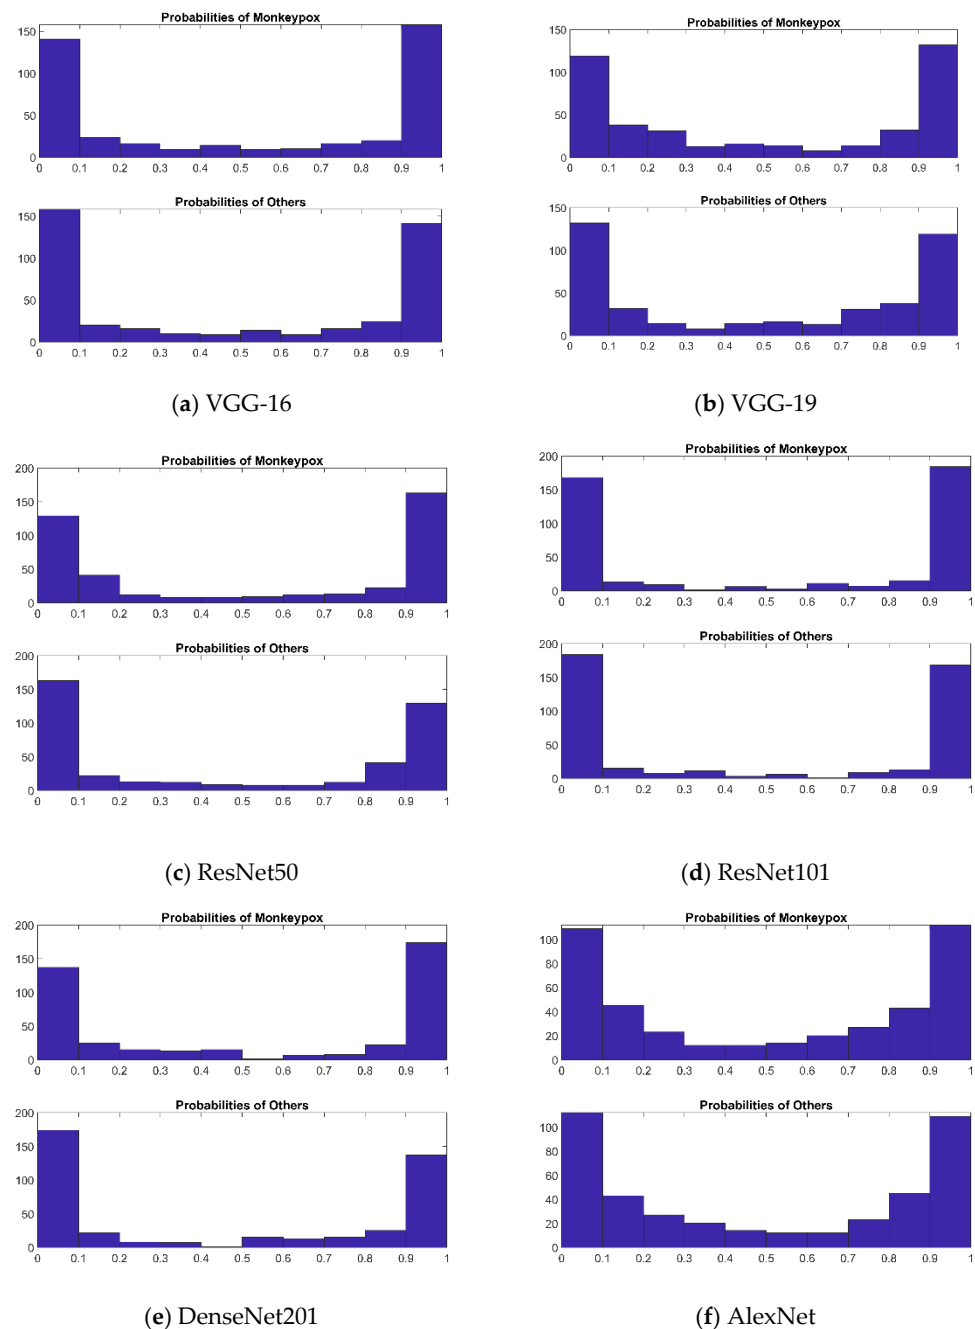 Probabilities of Monkeypox
150
100
50
0
0 0.1 0.2 0.3 0.4 0.5 0.6 0.7 0.8 0.9 1
Probabilities of Others
150
100
50
0
0 0.1 0.2 0.3 0.4 0.5 0.6 0.7 0.8 0.9 1
(a) VGG-16
Probabilities of Monkeypox
150
100
50
0
0 0.1 0.2 0.3 0.4 0.5 0.6 0.7 0.8 0.9 1
Probabilities of Others
150
100
50
0
0 0.1 0.2 0.3 0.4 0.5 0.6 0.7 0.8 0.9 1
(b) VGG-19
Probabilities of Monkeypox
200
150
100
50
0
0 0.1 0.2 0.3 0.4 0.5 0.6 0.7 0.8 0.9 1
Probabilities of Others
200
150
100
50
0
0 0.1 0.2 0.3 0.4 0.5 0.6 0.7 0.8 0.9 1
(c) ResNet50
Probabilities of Monkeypox
200
150
100
50
0
0 0.1 0.2 0.3 0.4 0.5 0.6 0.7 0.8 0.9 1
Probabilities of Others
200
150
100
50
0
0 0.1 0.2 0.3 0.4 0.5 0.6 0.7 0.8 0.9 1
(d) ResNet101
Probabilities of Monkeypox
200
150
100
50
0
0 0.1 0.2 0.3 0.4 0.5 0.6 0.7 0.8 0.9 1
Probabilities of Others
200
150
100
50
0
0 0.1 0.2 0.3 0.4 0.5 0.6 0.7 0.8 0.9 1
(e) DenseNet201
Probabilities of Monkeypox
100
80
60
40
20
0
0 0.1 0.2 0.3 0.4 0.5 0.6 0.7 0.8 0.9 1
Probabilities of Others
100
80
60
40
20
0
0 0.1 0.2 0.3 0.4 0.5 0.6 0.7 0.8 0.9 1
(f) AlexNet